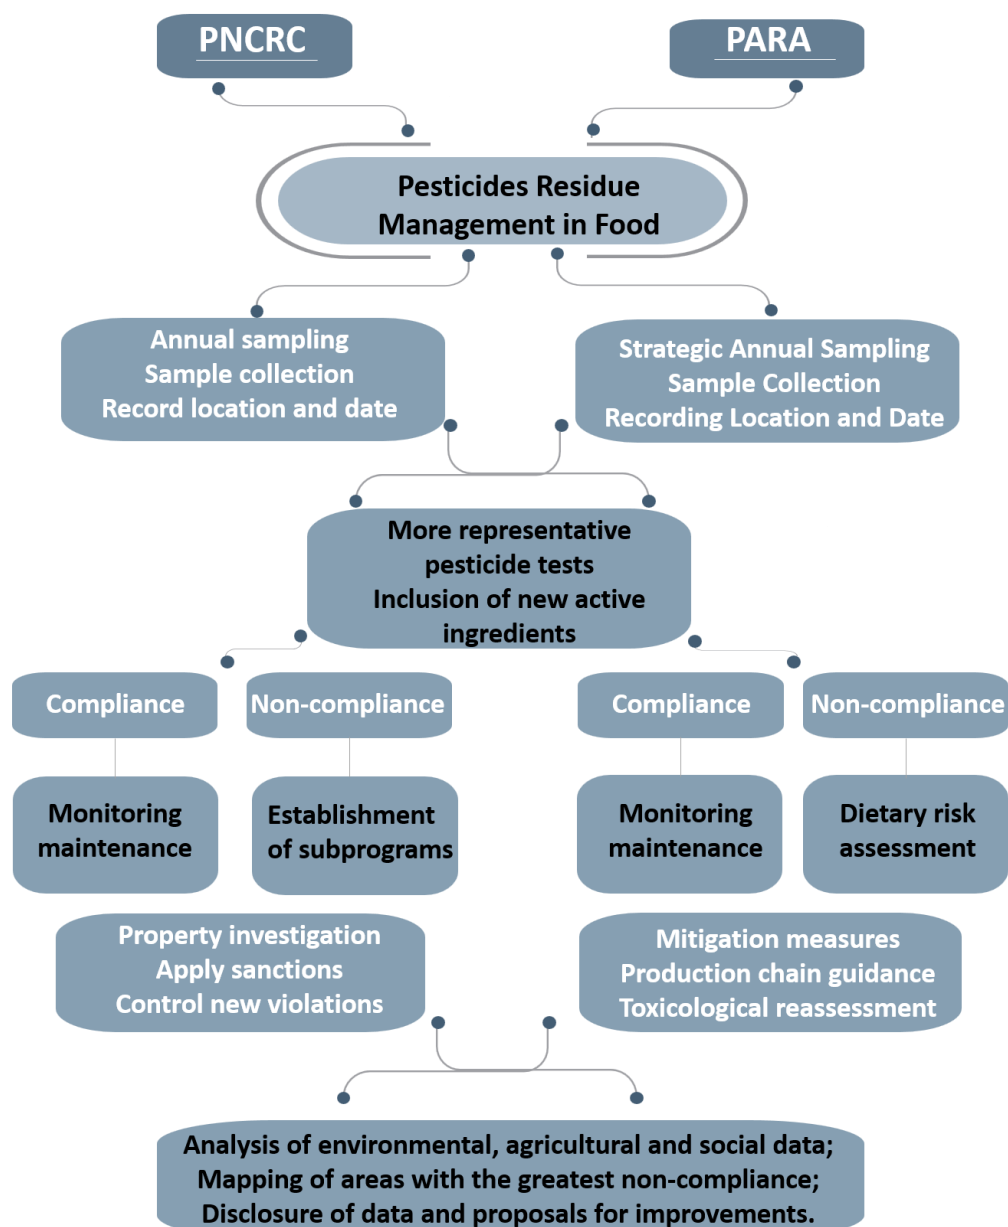 PNCRC
PARA
Pesticides Residue
Management in Food
Annual sampling
Sample collection
Record location and date
Strategic Annual Sampling
Sample Collection
Recording Location and Date
More representative
pesticide tests
Inclusion of new active
ingredients
Compliance
Non-compliance
Compliance
Non-compliance
Monitoring
maintenance
Establishment
of subprograms
Monitoring
maintenance
Dietary risk
assessment
Property investigation
Apply sanctions
Control new violations
Mitigation measures
Production chain guidance
Toxicological reassessment
Analysis of environmental, agricultural and social data;
Mapping of areas with the greatest non-compliance;
Disclosure of data and proposals for improvements.